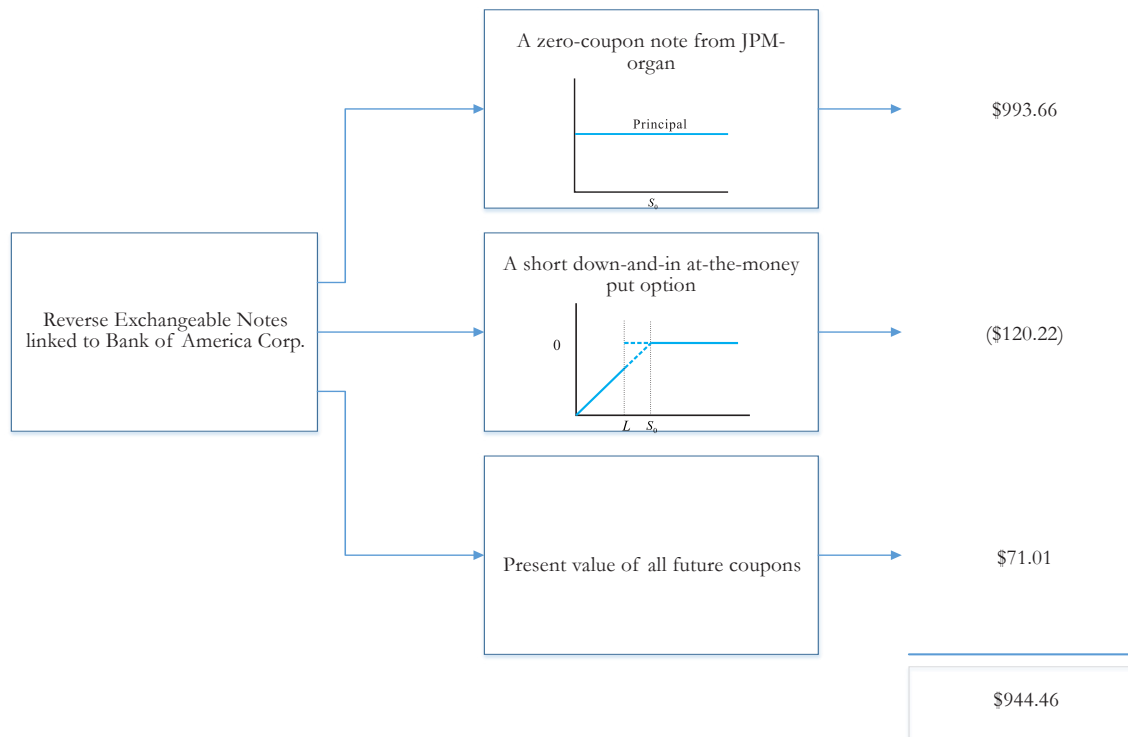 A zero-coupon note from JPM-
organ
Principal
S₀
$993.66
Reverse Exchangeable Notes
linked to Bank of America Corp.
A short down-and-in at-the-money
put option
0
L S₀
($120.22)
Present value of all future coupons
$71.01
$944.46